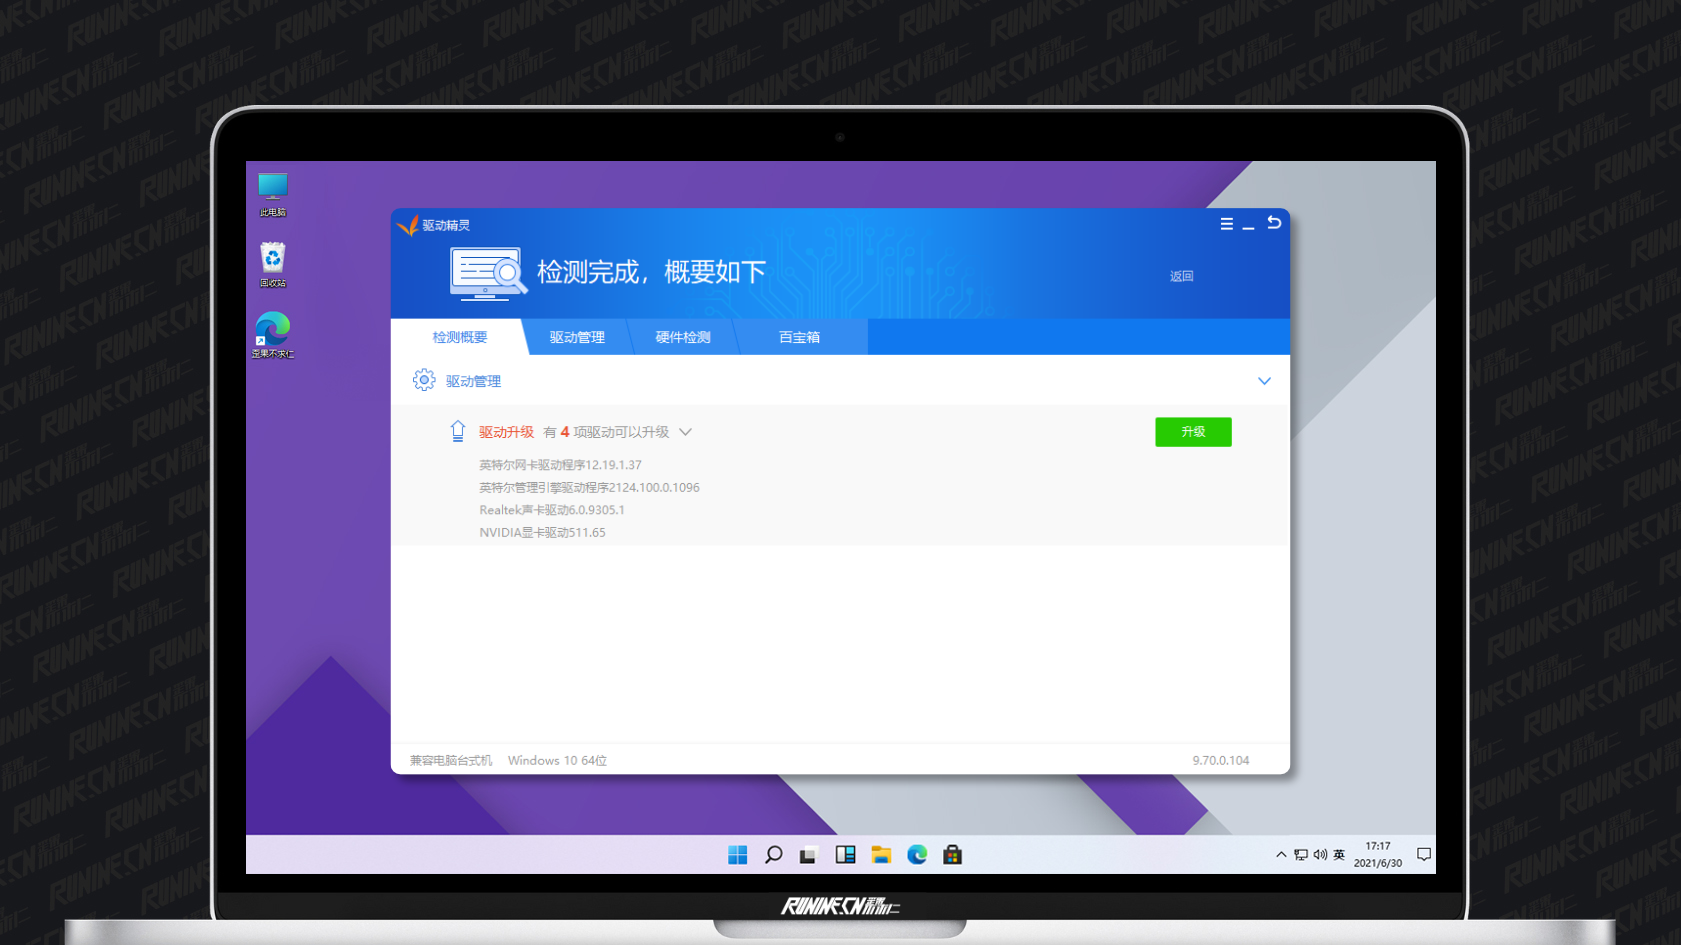 此电脑
回收站
歪果不求仁
驱动精灵
检测完成，概要如下
返回
检测概要
驱动管理
硬件检测
百宝箱
驱动管理
驱动升级 有 4 项驱动可以升级
升级
英特尔网卡驱动程序12.19.1.37
英特尔管理引擎驱动程序2124.100.0.1096
Realtek声卡驱动6.0.9305.1
NVIDIA显卡驱动511.65
兼容电脑台式机 Windows 10 64位
9.70.0.104
英
17:17
2021/6/30
RUNINE.CN